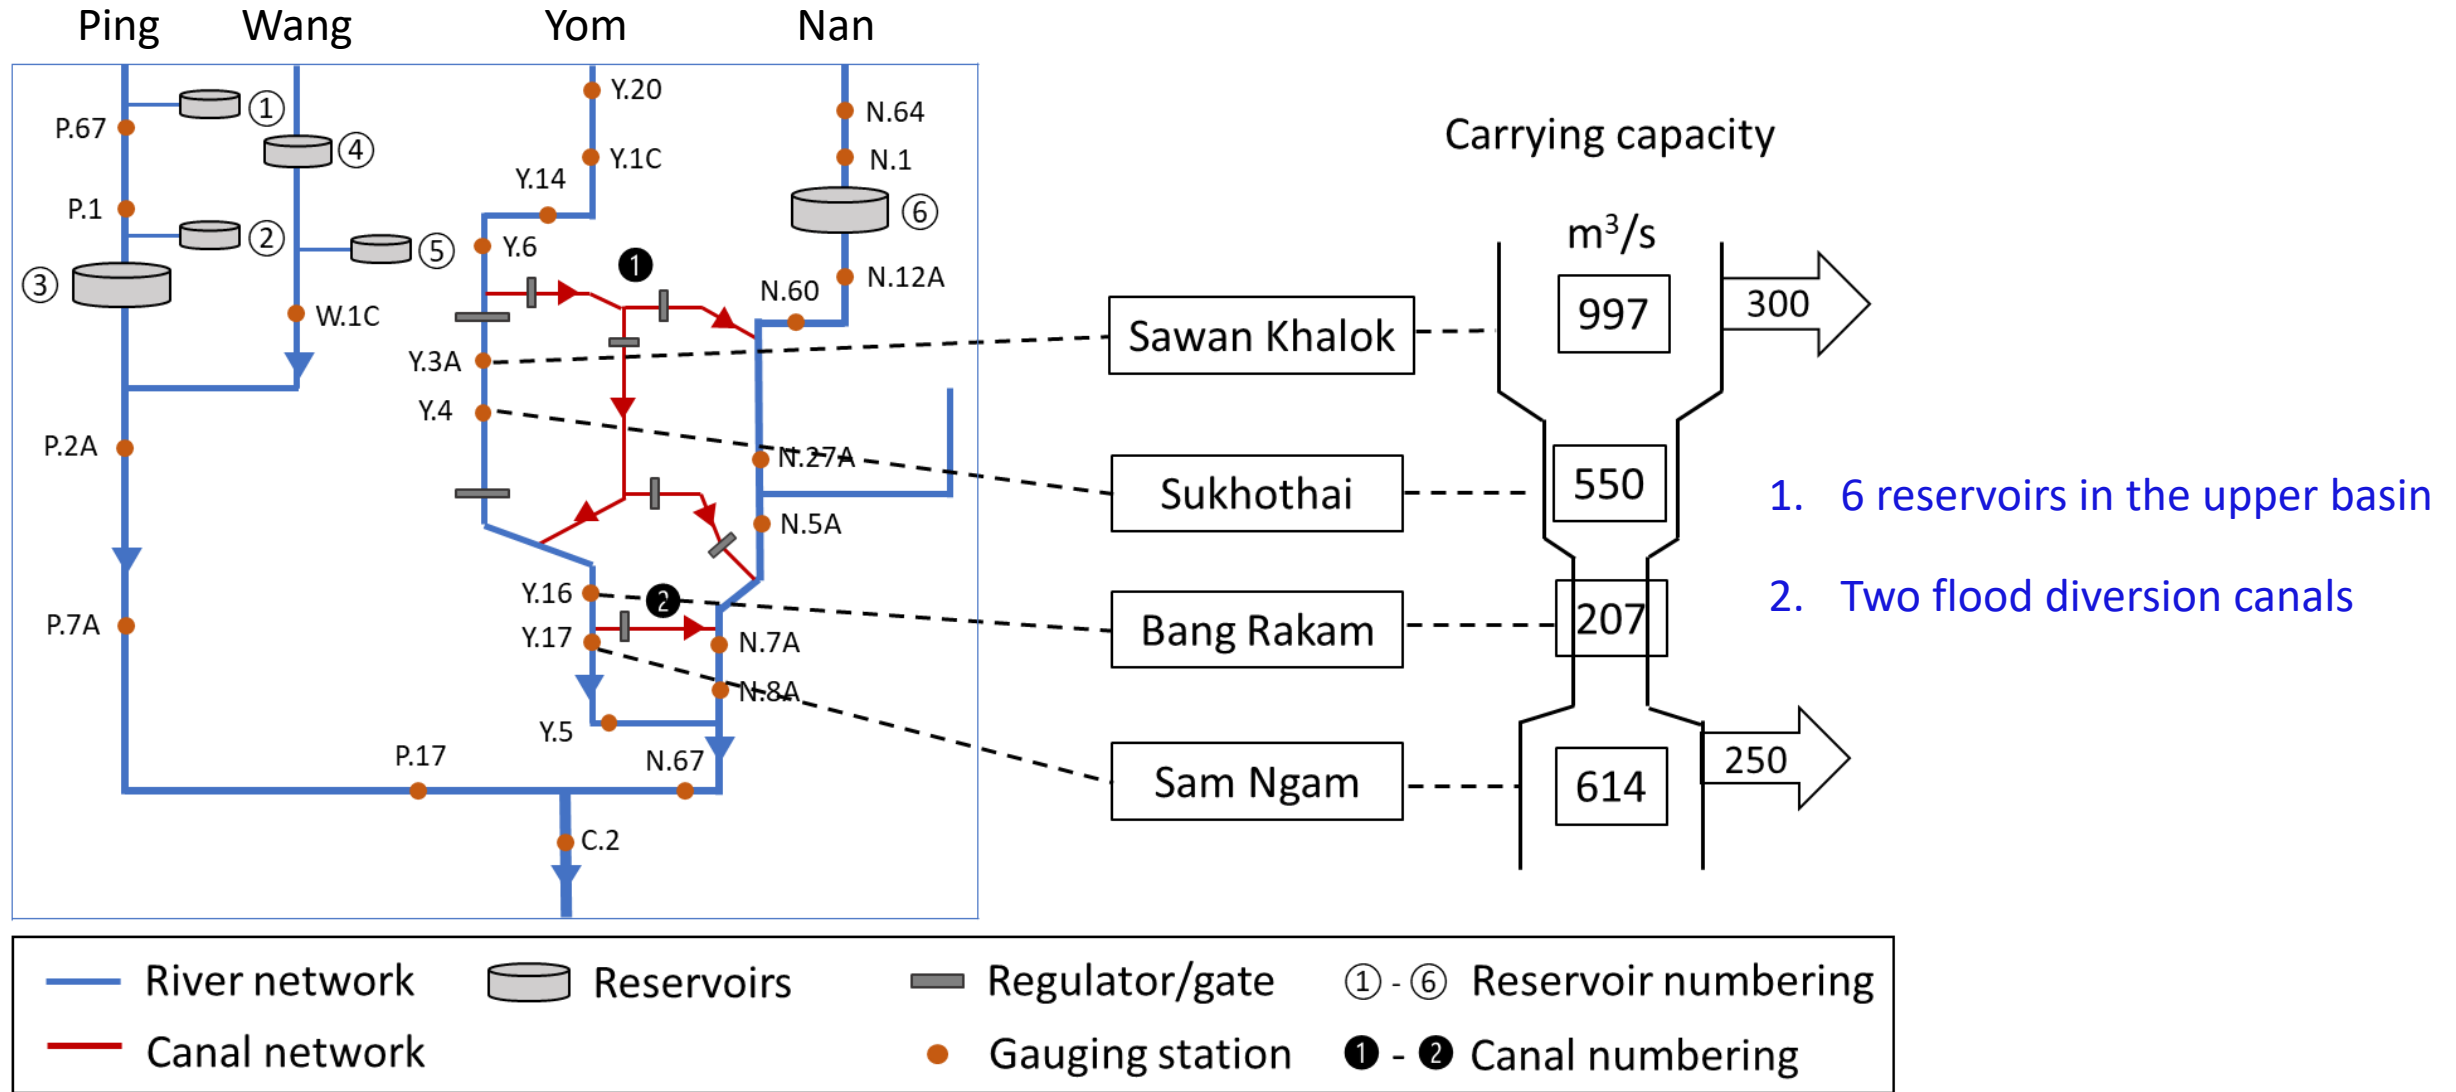 Ping
Wang
Yom
Nan
①
P.67
④
P.1
②
⑤
③
W.1C
P.2A
P.7A
P.17
Y.20
Y.1C
Y.14
Y.6
❶
Y.3A
Y.4
Y.16
❷
Y.17
Y.5
N.64
N.1
⑥
N.12A
N.60
N.27A
N.5A
N.7A
N.8A
N.67
C.2
Carrying capacity
m³/s
Sawan Khalok
997
300
Sukhothai
550
Bang Rakam
207
Sam Ngam
614
250
1. 6 reservoirs in the upper basin
2. Two flood diversion canals
River network
Reservoirs
Regulator/gate
① - ⑥ Reservoir numbering
Canal network
Gauging station
❶ - ❷ Canal numbering